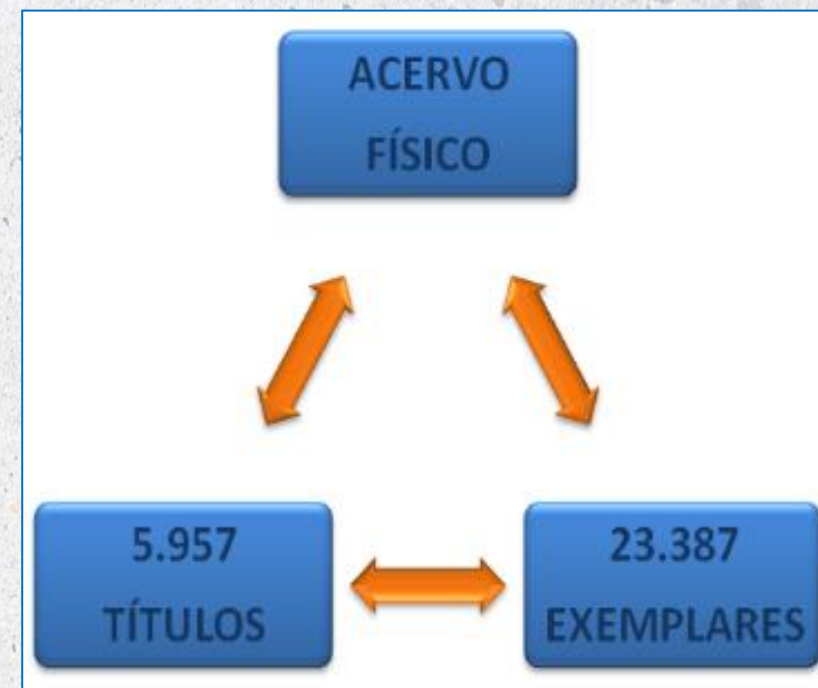 ACERVO
FÍSICO
5.957
TÍTULOS
23.387
EXEMPLARES